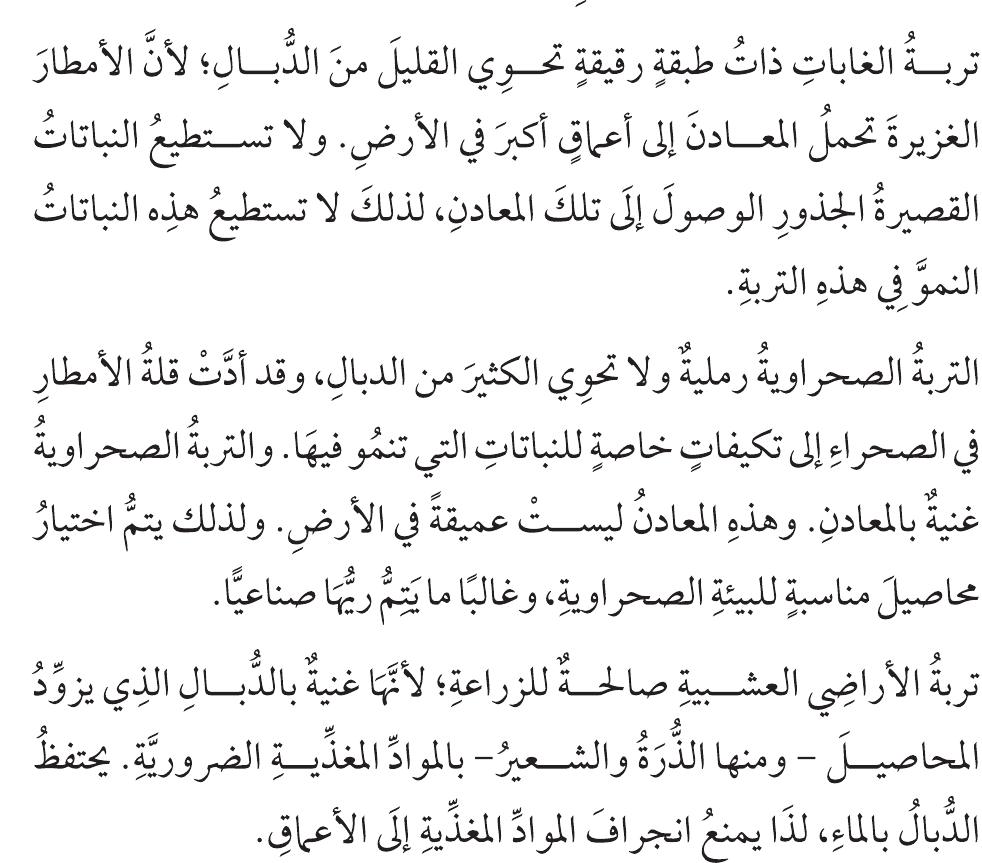 تربةُ الغاباتِ ذاتُ طبقةٍ رقيقةٍ تحوِي القليلَ منَ الدُّبالِ؛ لأنَّ الأمطارَ
الغزيرةَ تحملُ المعادنَ إلى أعماقٍ أكبرَ في الأرضِ. ولا تستطيعُ النباتاتُ
القصيرةُ الجذورِ الوصولَ إلَى تلكَ المعادنِ، لذلكَ لا تستطيعُ هذِه النباتاتُ
النموَّ فِي هذهِ التربةِ.
التربةُ الصحراويةُ رمليةٌ ولا تحوِي الكثيرَ من الدبالِ، وقد أدَّتْ قلةُ الأمطارِ
في الصحراءِ إلى تكيفاتٍ خاصةٍ للنباتاتِ التي تنمُو فيهَا. والتربةُ الصحراويةُ
غنيةٌ بالمعادنِ. وهذهِ المعادنُ ليستْ عميقةً في الأرضِ. ولذلك يتمُّ اختيارُ
محاصيلَ مناسبةٍ للبيئةِ الصحراويةِ، وغالبًا ما يَتِمُّ ريُّهَا صناعيًّا.
تربةُ الأراضِي العشبيةِ صالحةٌ للزراعةِ؛ لأنَّهَا غنيةٌ بالدُّبالِ الذِي يزوِّدُ
المحاصيلَ – ومنها الذُّرَةُ والشعيرُ– بالموادِّ المغذِّيةِ الضروريَّةِ. يحتفظُ
الدُّبالُ بالماءِ، لذَا يمنعُ انجرافَ الموادِّ المغذِّيةِ إلَى الأعماقِ.